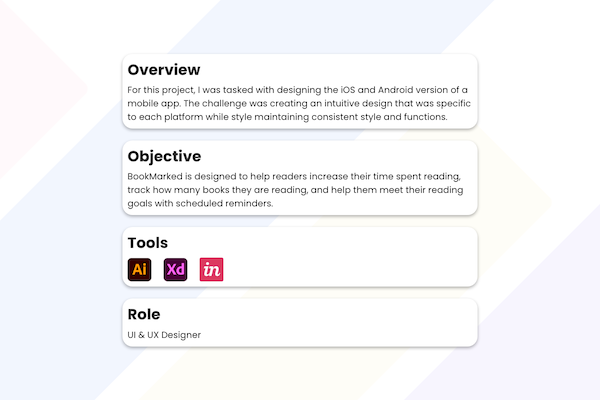 Overview
For this project, I was tasked with designing the iOS and Android version of a
mobile app. The challenge was creating an intuitive design that was specific
to each platform while style maintaining consistent style and functions.
Objective
BookMarked is designed to help readers increase their time spent reading,
track how many books they are reading, and help them meet their reading
goals with scheduled reminders.
Tools
Ai Xd in
Role
UI & UX Designer